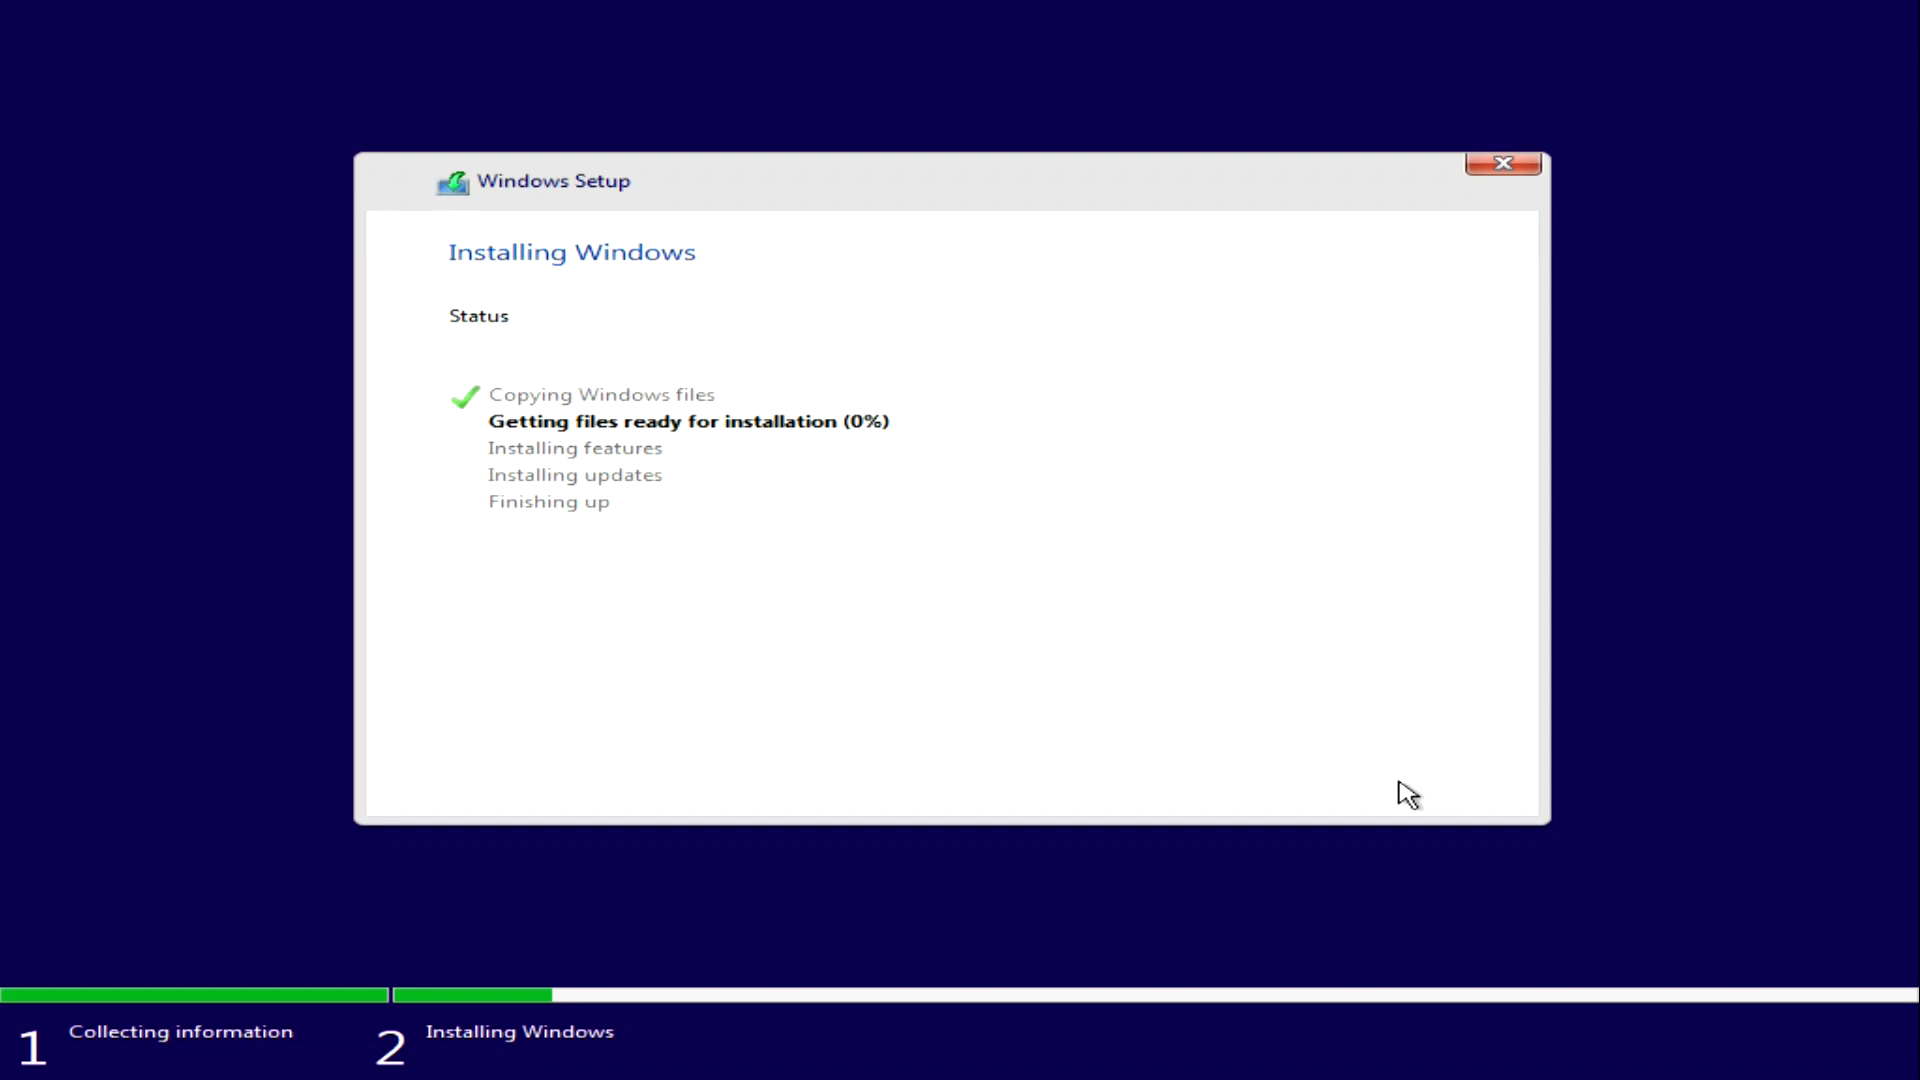 Windows Setup
Installing Windows
Status
Copying Windows files
Getting files ready for installation (0%)
Installing features
Installing updates
Finishing up
1 Collecting information 2 Installing Windows